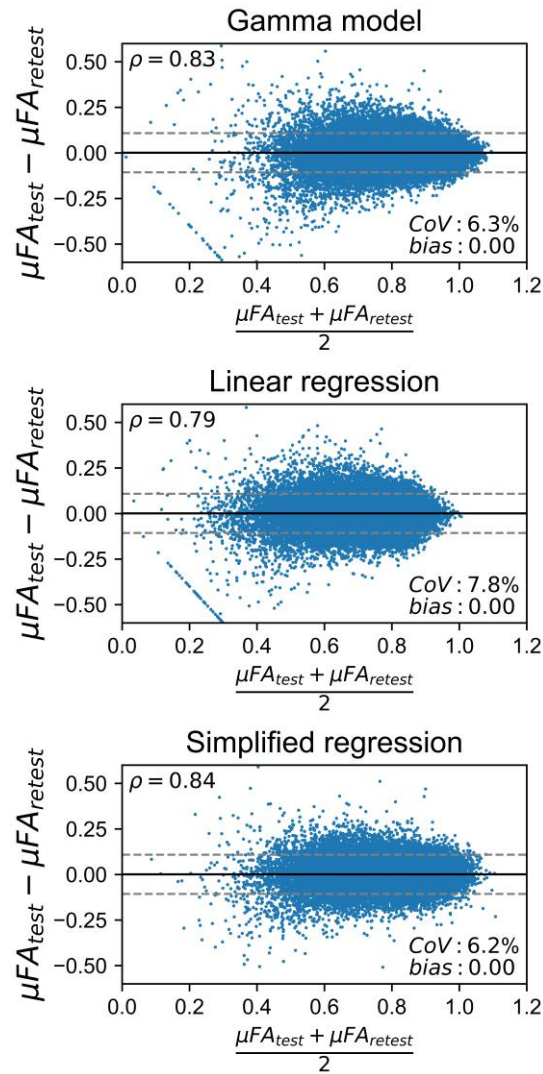 Gamma model
ρ = 0.83
0.50
0.25
0.00
−0.25
−0.50
μFA_test − μFA_retest
CoV: 6.3%
bias: 0.00
0.0 0.2 0.4 0.6 0.8 1.0 1.2
μFA_test + μFA_retest
2
Linear regression
ρ = 0.79
0.50
0.25
0.00
−0.25
−0.50
μFA_test − μFA_retest
CoV: 7.8%
bias: 0.00
0.0 0.2 0.4 0.6 0.8 1.0 1.2
μFA_test + μFA_retest
2
Simplified regression
ρ = 0.84
0.50
0.25
0.00
−0.25
−0.50
μFA_test − μFA_retest
CoV: 6.2%
bias: 0.00
0.0 0.2 0.4 0.6 0.8 1.0 1.2
μFA_test + μFA_retest
2